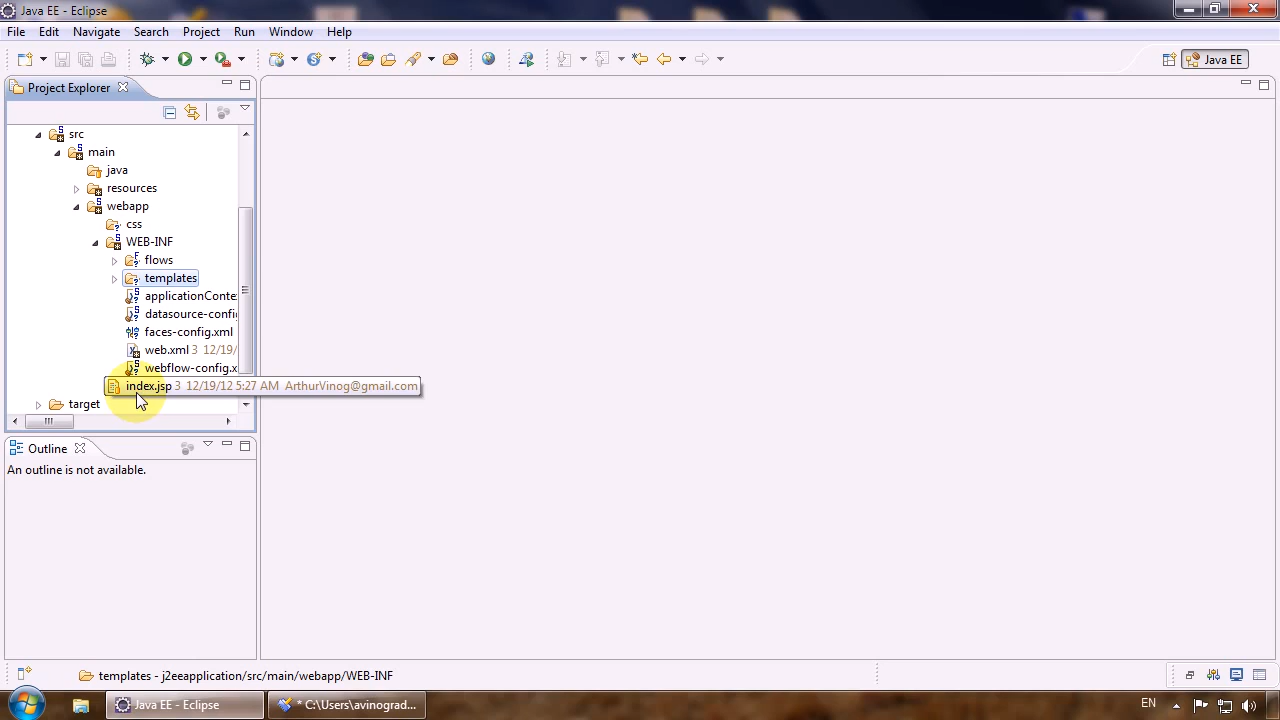 Java EE - Eclipse
File Edit Navigate Search Project Run Window Help
Java EE
Project Explorer
src
main
java
resources
webapp
css
WEB-INF
flows
templates
applicationConte
datasource-config
faces-config.xml
web.xml 3 12/19/
webflow-config.x
index.jsp 3 12/19/12 5:27 AM ArthurVinog@gmail.com
target
Outline
An outline is not available.
templates - j2eeapplication/src/main/webapp/WEB-INF
Java EE - Eclipse
* C:\Users\avinograd...
EN